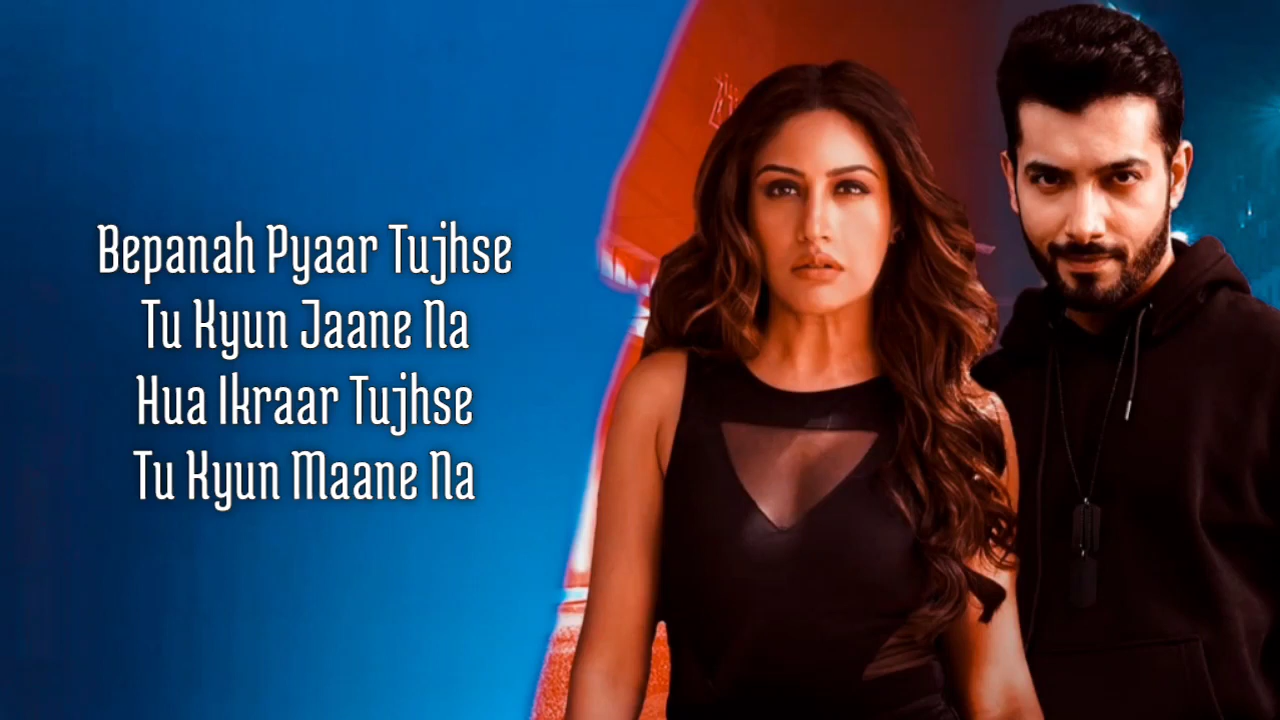 Bepanah Pyaar Tujhse
Tu Kyun Jaane Na
Hua Ikraar Tujhse
Tu Kyun Maane Na